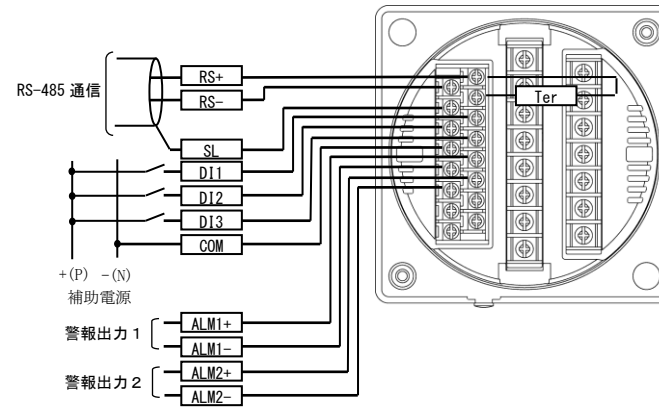 RS-485 通信
RS+
RS-
SL
DI1
DI2
DI3
COM
+(P) -(N)
補助電源
警報出力1
ALM1+
ALM1-
警報出力2
ALM2+
ALM2-
Ter